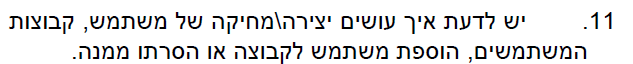 11. יש לדעת איך עושים יצירה\מחיקה של משתמש, קבוצות
המשתמשים, הוספת משתמש לקבוצה או הסרתו ממנה.